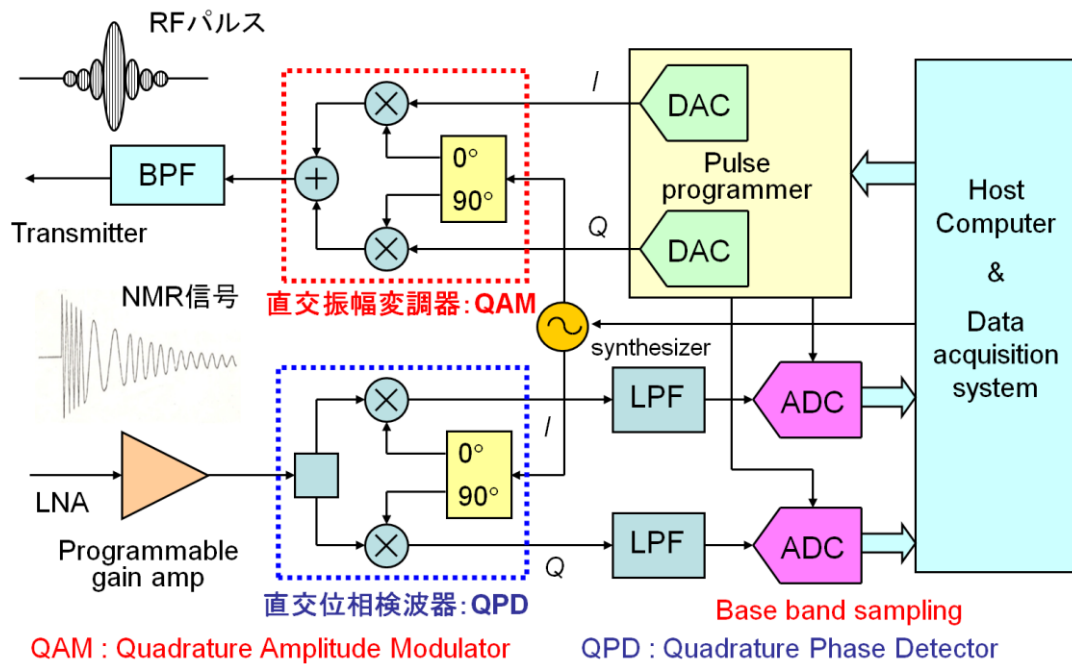 RFパルス
I
DAC
0°
90°
Pulse
programmer
BPF
Transmitter
Q
DAC
Host
Computer
&
Data
acquisition
system
直交振幅変調器：QAM
NMR信号
synthesizer
LPF
ADC
I
0°
90°
LNA
Programmable
gain amp
Q
LPF
ADC
直交位相検波器：QPD
Base band sampling
QAM : Quadrature Amplitude Modulator
QPD : Quadrature Phase Detector